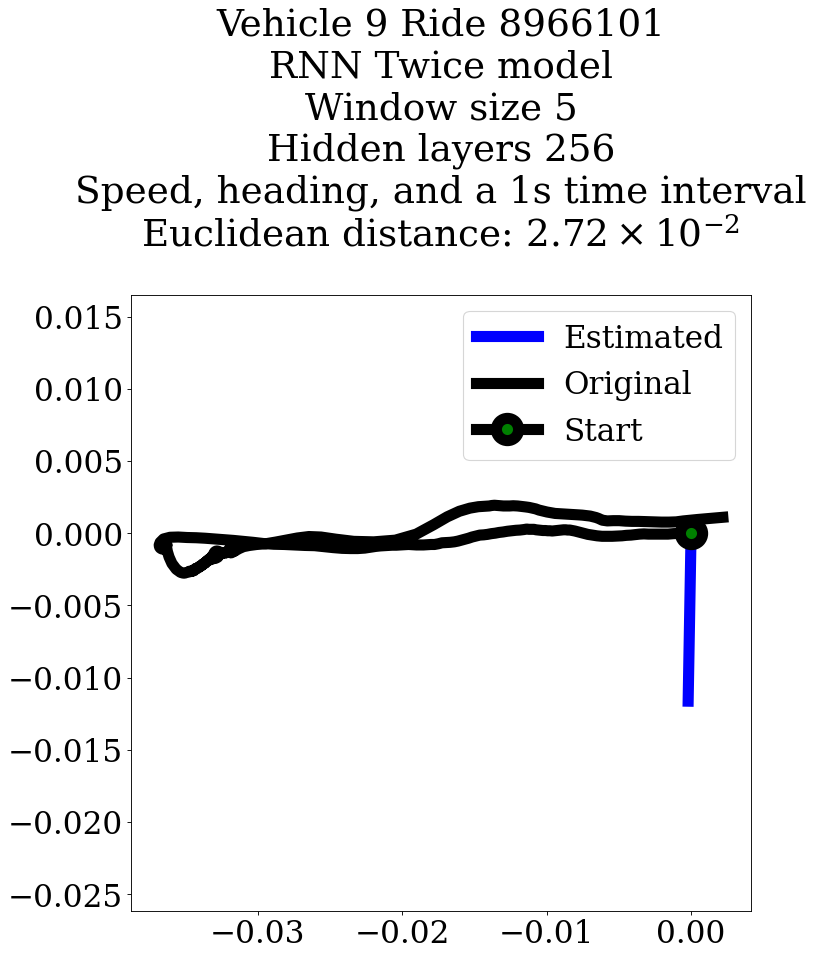 Vehicle 9 Ride 8966101
RNN Twice model
Window size 5
Hidden layers 256
Speed, heading, and a 1s time interval
Euclidean distance: 2.72 × 10⁻²
Estimated
Original
Start
0.015
0.010
0.005
0.000
−0.005
−0.010
−0.015
−0.020
−0.025
−0.03 −0.02 −0.01 0.00